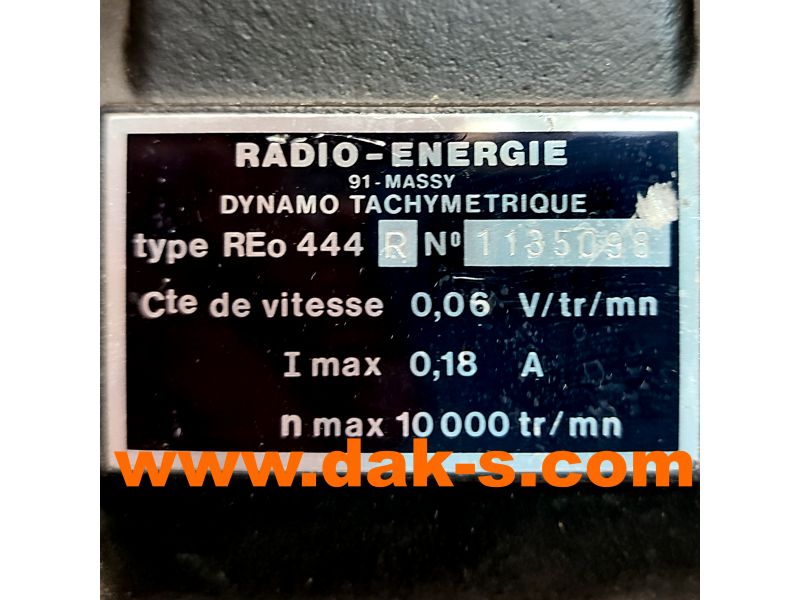 RADIO-ENERGIE
91-MASSY
DYNAMO TACHYMETRIQUE
type REo 444 R Nº 1135098
Cte de vitesse 0,06 V/tr/mn
I max 0,18 A
n max 10 000 tr/mn
www.dak-s.com